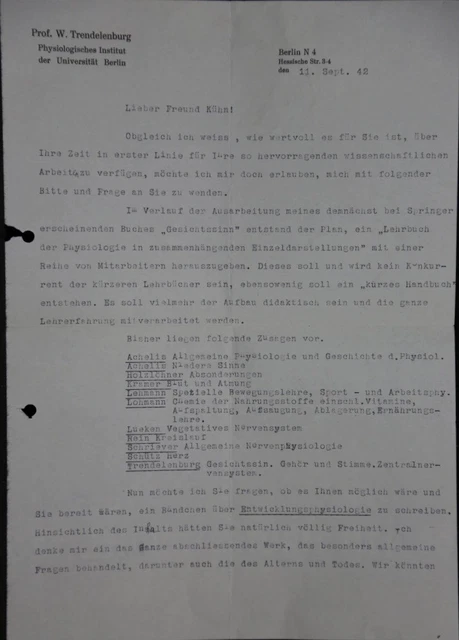 Prof. W. Trendelenburg
Physiologisches Institut
der Universität Berlin
Berlin N 4
Hessische Str. 3-4
den 11. Sept. 42
Lieber Freund Kühn!
Obgleich ich weiss , wie wertvoll es für Sie ist, über
Ihre Zeit in erster Linie für Ihre so hervorragenden wissenschaftlichen
Arbeit zu verfügen, möchte ich mir doch erlauben, mich mit folgender
Bitte und Frage an Sie zu wenden.
Im Verlauf der Ausarbeitung meines demnächst bei Springer
erscheinenden Buches „Gesichtssinn" entstand der Plan, ein „Lehrbuch
der Physiologie in zusammenhängenden Einzeldarstellungen" mit einer
Reihe von Mitarbeitern herauszugeben. Dieses soll und wird kein Konkur-
rent der kürzeren Lehrbücher sein, ebensowenig soll ein „kurzes Handbuch"
entstehen. Es soll vielmehr der Aufbau didaktisch sein und die ganze
Lehrerfahrung mitverarbeitet werden.
Bisher liegen folgende Zusagen vor.
Achelis Allgemeine Physiologie und Geschichte d.Physiol.
Achelis Niedere Sinne
Holzlöhner Absonderungen
Kramer Blut und Atmung
Lehmann Spezielle Bewegungslehre, Sport - und Arbeitsphy.
Lohmann Chemie der Nahrungsstoffe einschl.Vitamine,
Aufspaltung, Aufsaugung, Ablagerung,Ernährungs-
lehre.
Lueken Vegetatives Nervensystem
Rein Kreislauf
Schriever Allgemeine Nervenphysiologie
Schütz Herz
Trendelenburg Gesichtssin. Gehör und Stimme.Zentralner-
vensystem.
Nun möchte ich Sie fragen, ob es Ihnen möglich wäre und
Sie bereit wären, ein Bändchen über Entwicklungsphysiologie zu schreiben.
Hinsichtlich des Inhalts hätten Sie natürlich völlig Freiheit. Ich
denke mir ein das Ganze abschliessendes Werk, das besonders allgemeine
Fragen behandelt, darunter auch die des Alterns und Todes. Wir könnten